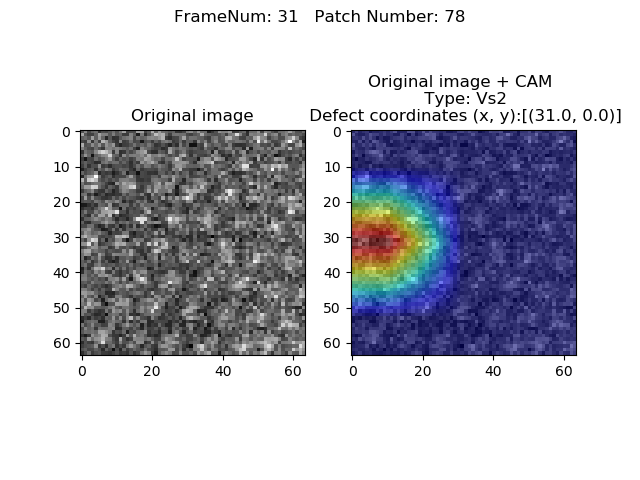 FrameNum: 31   Patch Number: 78
Original image
Original image + CAM
Type: Vs2
Defect coordinates (x, y):[(31.0, 0.0)]
0
10
20
30
40
50
60
0 20 40 60
0
10
20
30
40
50
60
0 20 40 60